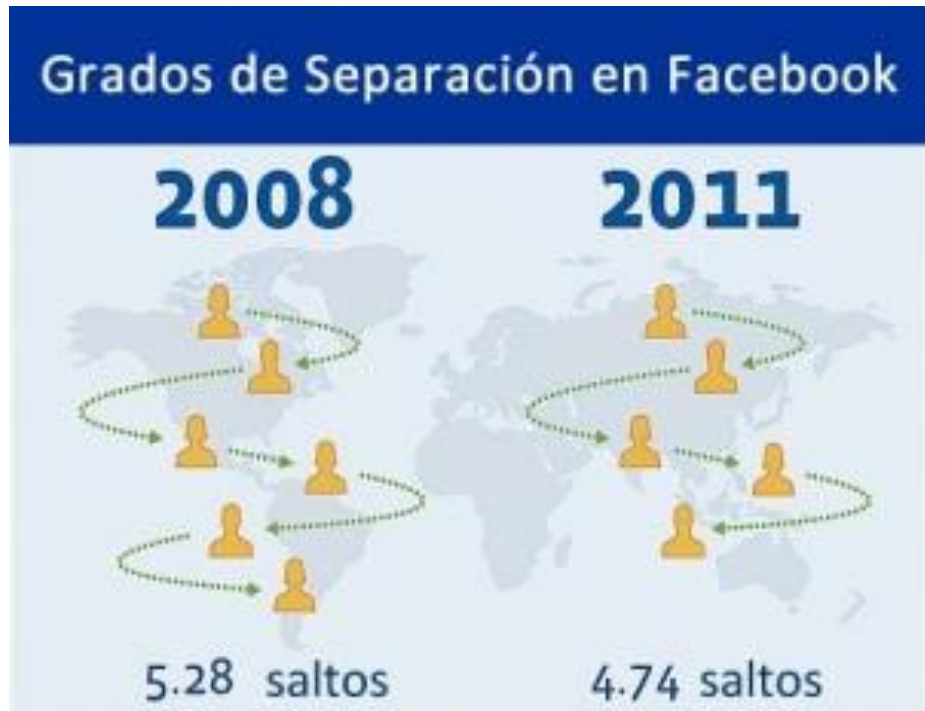 Grados de Separación en Facebook
2008
2011
5.28 saltos
4.74 saltos